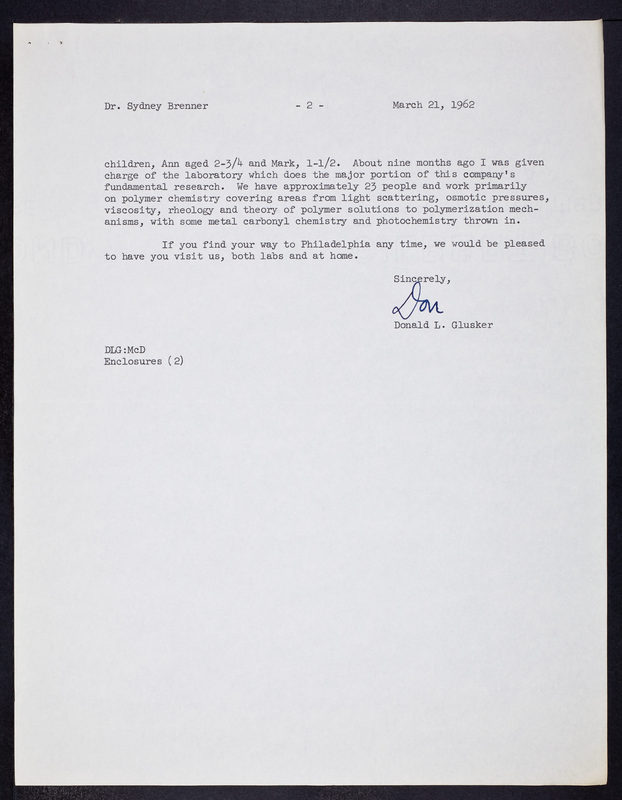 Dr. Sydney Brenner - 2 - March 21, 1962
children, Ann aged 2-3/4 and Mark, 1-1/2. About nine months ago I was given
charge of the laboratory which does the major portion of this company's
fundamental research. We have approximately 23 people and work primarily
on polymer chemistry covering areas from light scattering, osmotic pressures,
viscosity, rheology and theory of polymer solutions to polymerization mech-
anisms, with some metal carbonyl chemistry and photochemistry thrown in.
If you find your way to Philadelphia any time, we would be pleased
to have you visit us, both labs and at home.
Sincerely,
Don
Donald L. Glusker
DLG:McD
Enclosures (2)